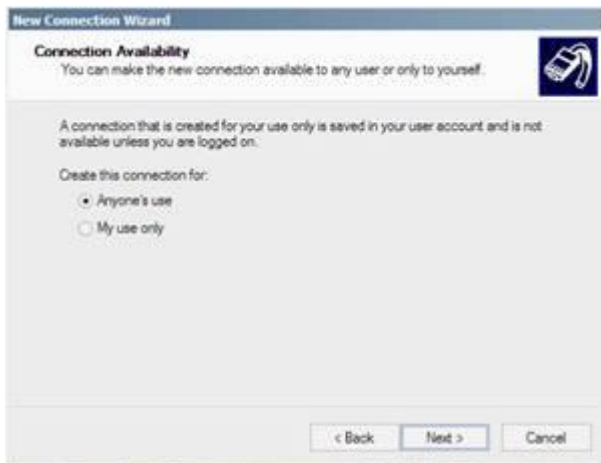 New Connection Wizard
Connection Availability
You can make the new connection available to any user or only to yourself.
A connection that is created for your use only is saved in your user account and is not
available unless you are logged on.
Create this connection for:
Anyone's use
My use only
< Back
Next >
Cancel